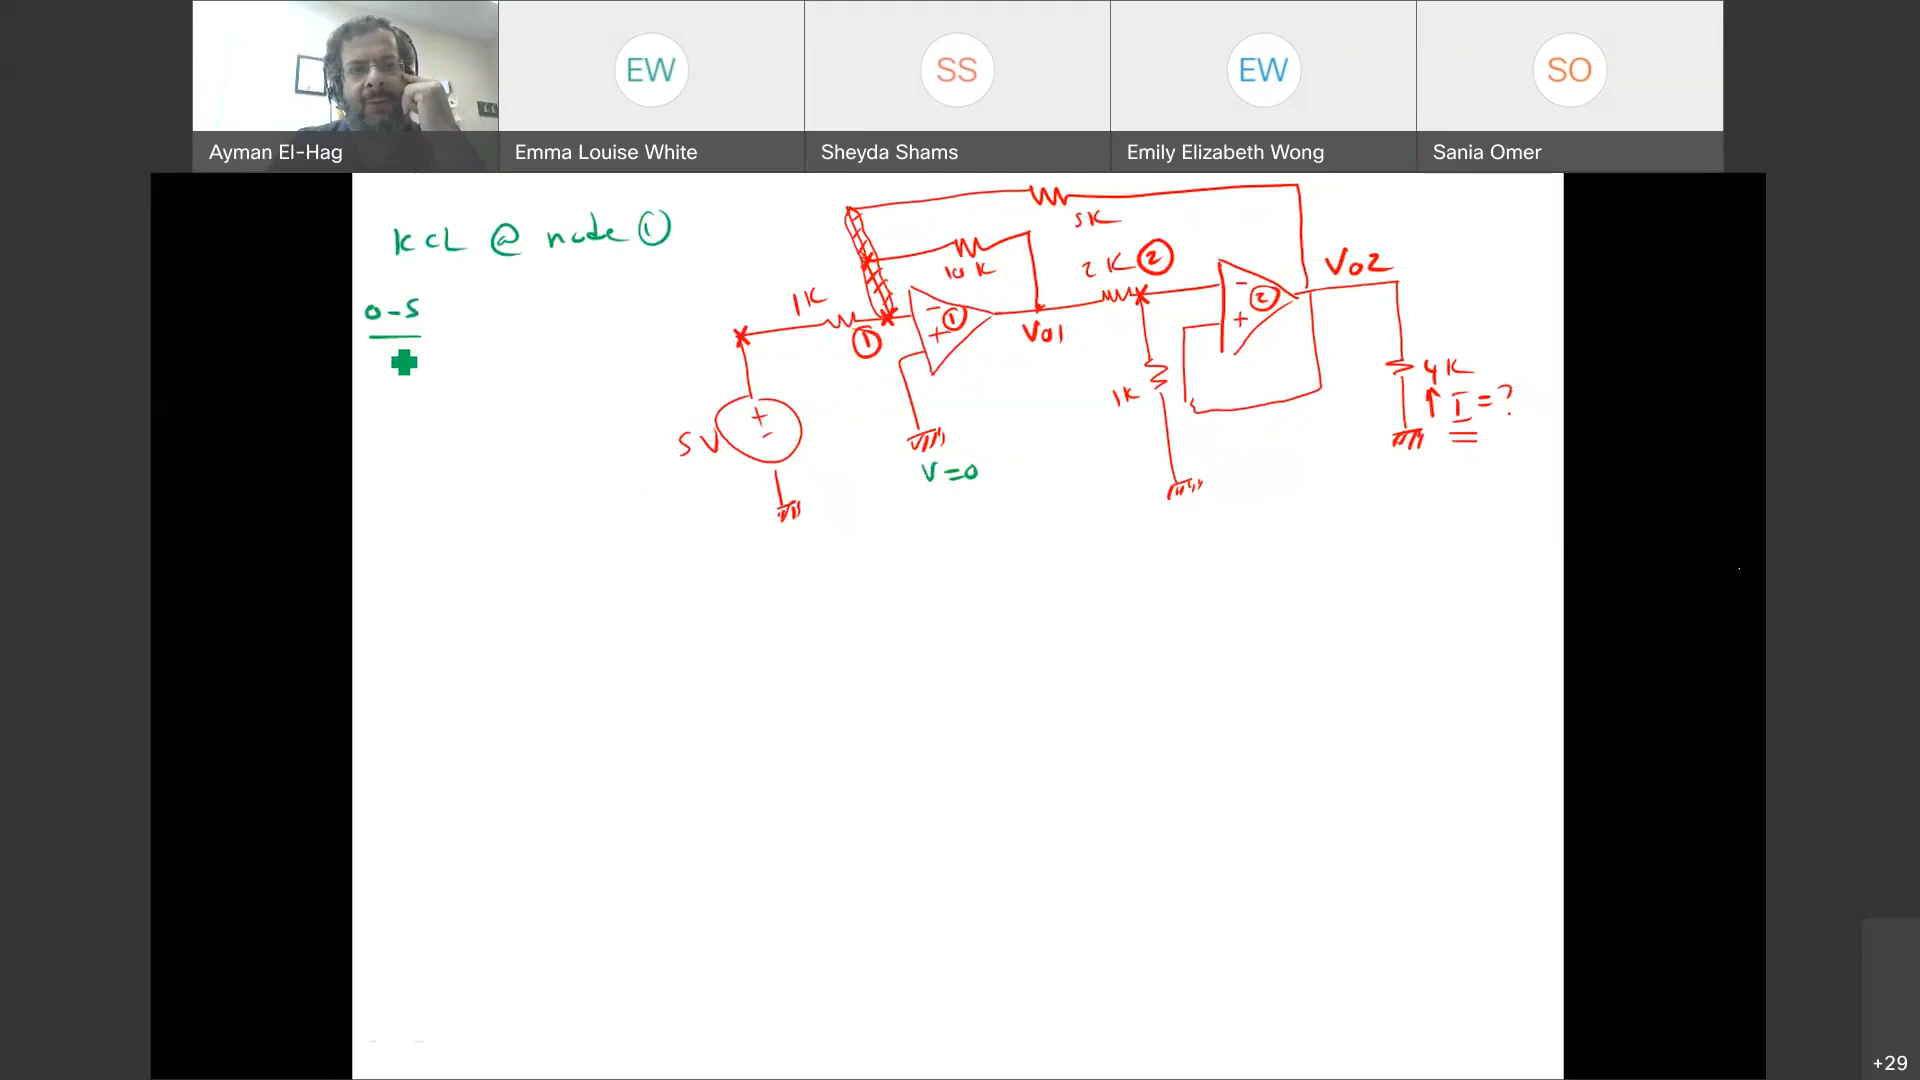 EW
SS
EW
SO
Ayman El-Hag
Emma Louise White
Sheyda Shams
Emily Elizabeth Wong
Sania Omer
KCL @ node 1
0-5
5K
10K
2K 2
Vo2
1K
1
- 1 +
Vo1
- 2 +
1K
4K
I = ?
5V
+ -
V=0
+29